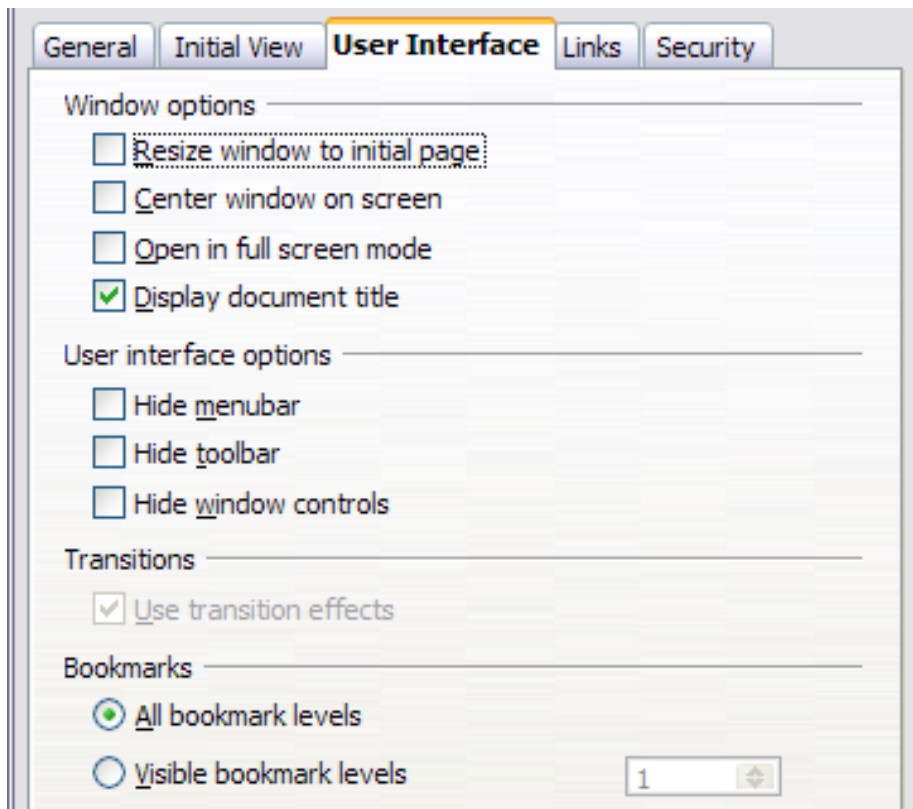 General Initial View User Interface Links Security
Window options
Resize window to initial page
Center window on screen
Open in full screen mode
Display document title
User interface options
Hide menubar
Hide toolbar
Hide window controls
Transitions
Use transition effects
Bookmarks
All bookmark levels
Visible bookmark levels 1